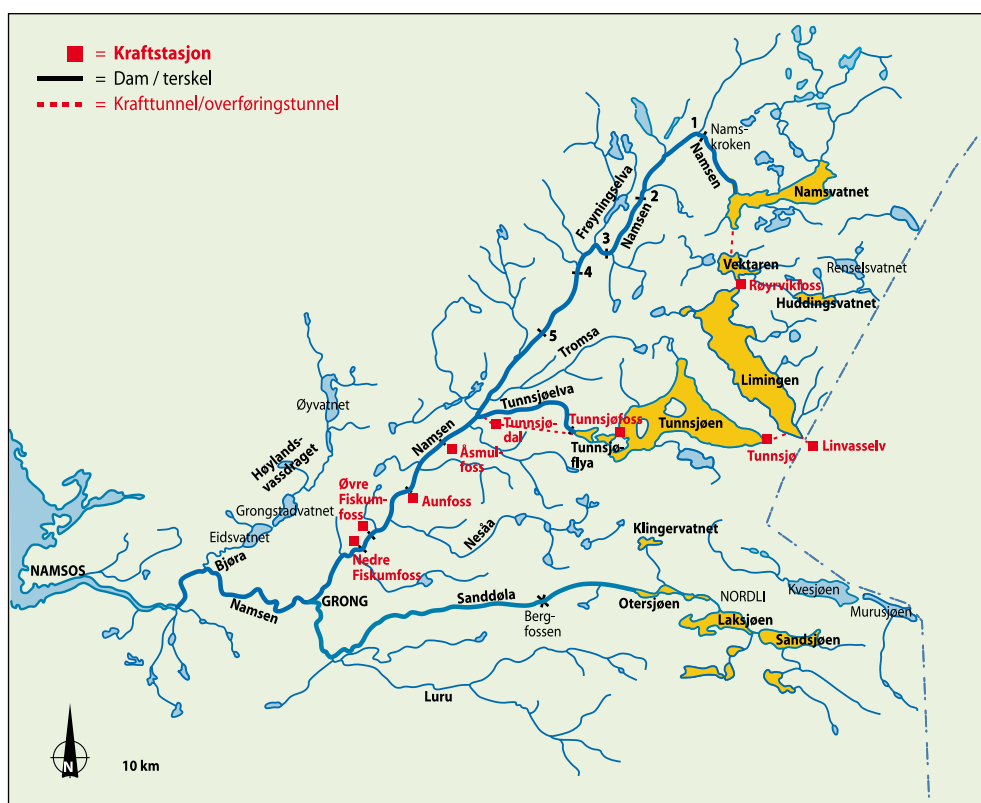 = Kraftstasjon
= Dam / terskel
= Krafttunnel/overføringstunnel
1
Nams-
kroken
Namsen
Namsvatnet
Frøyningselva
2
Namsen
3
4
Vektaren
Renselsvatnet
Røyrvikfoss
Huddingsvatnet
5
Tromsa
Limingen
Øyvatnet
Tunnsjøelva
Tunnsjøfoss
Tunnsjøen
Tunnsjø-
dal
Namsen
Tunnsjø-
flya
Tunnsjø
Linvasselv
Åsmul-
foss
Høylands-
vassdraget
Øvre
Fiskum-
foss
Aunfoss
Grongstadvatnet
Nesåa
Klingervatnet
Eidsvatnet
Bjøra
Nedre
Fiskumfoss
NAMSOS
Namsen
GRONG
Sanddøla
Berg-
fossen
Otersjøen
NORDLI
Kvesjøen
Murusjøen
Laksjøen
Sandsjøen
Luru
N
10 km